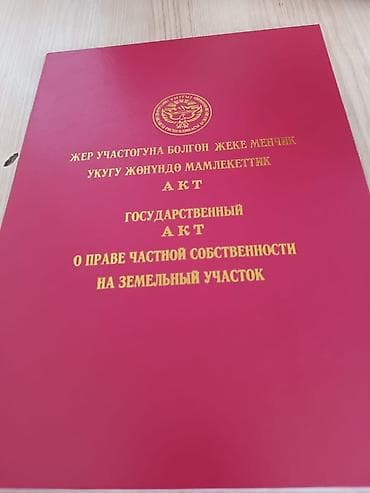 ЖЕР УЧАСТОГУНА БОЛГОН ЖЕКЕ МЕНЧИК
УКУГУ ЖӨНҮНДӨ МАМЛЕКЕТТИК
АКТ
ГОСУДАРСТВЕННЫЙ
АКТ
О ПРАВЕ ЧАСТНОЙ СОБСТВЕННОСТИ
НА ЗЕМЕЛЬНЫЙ УЧАСТОК